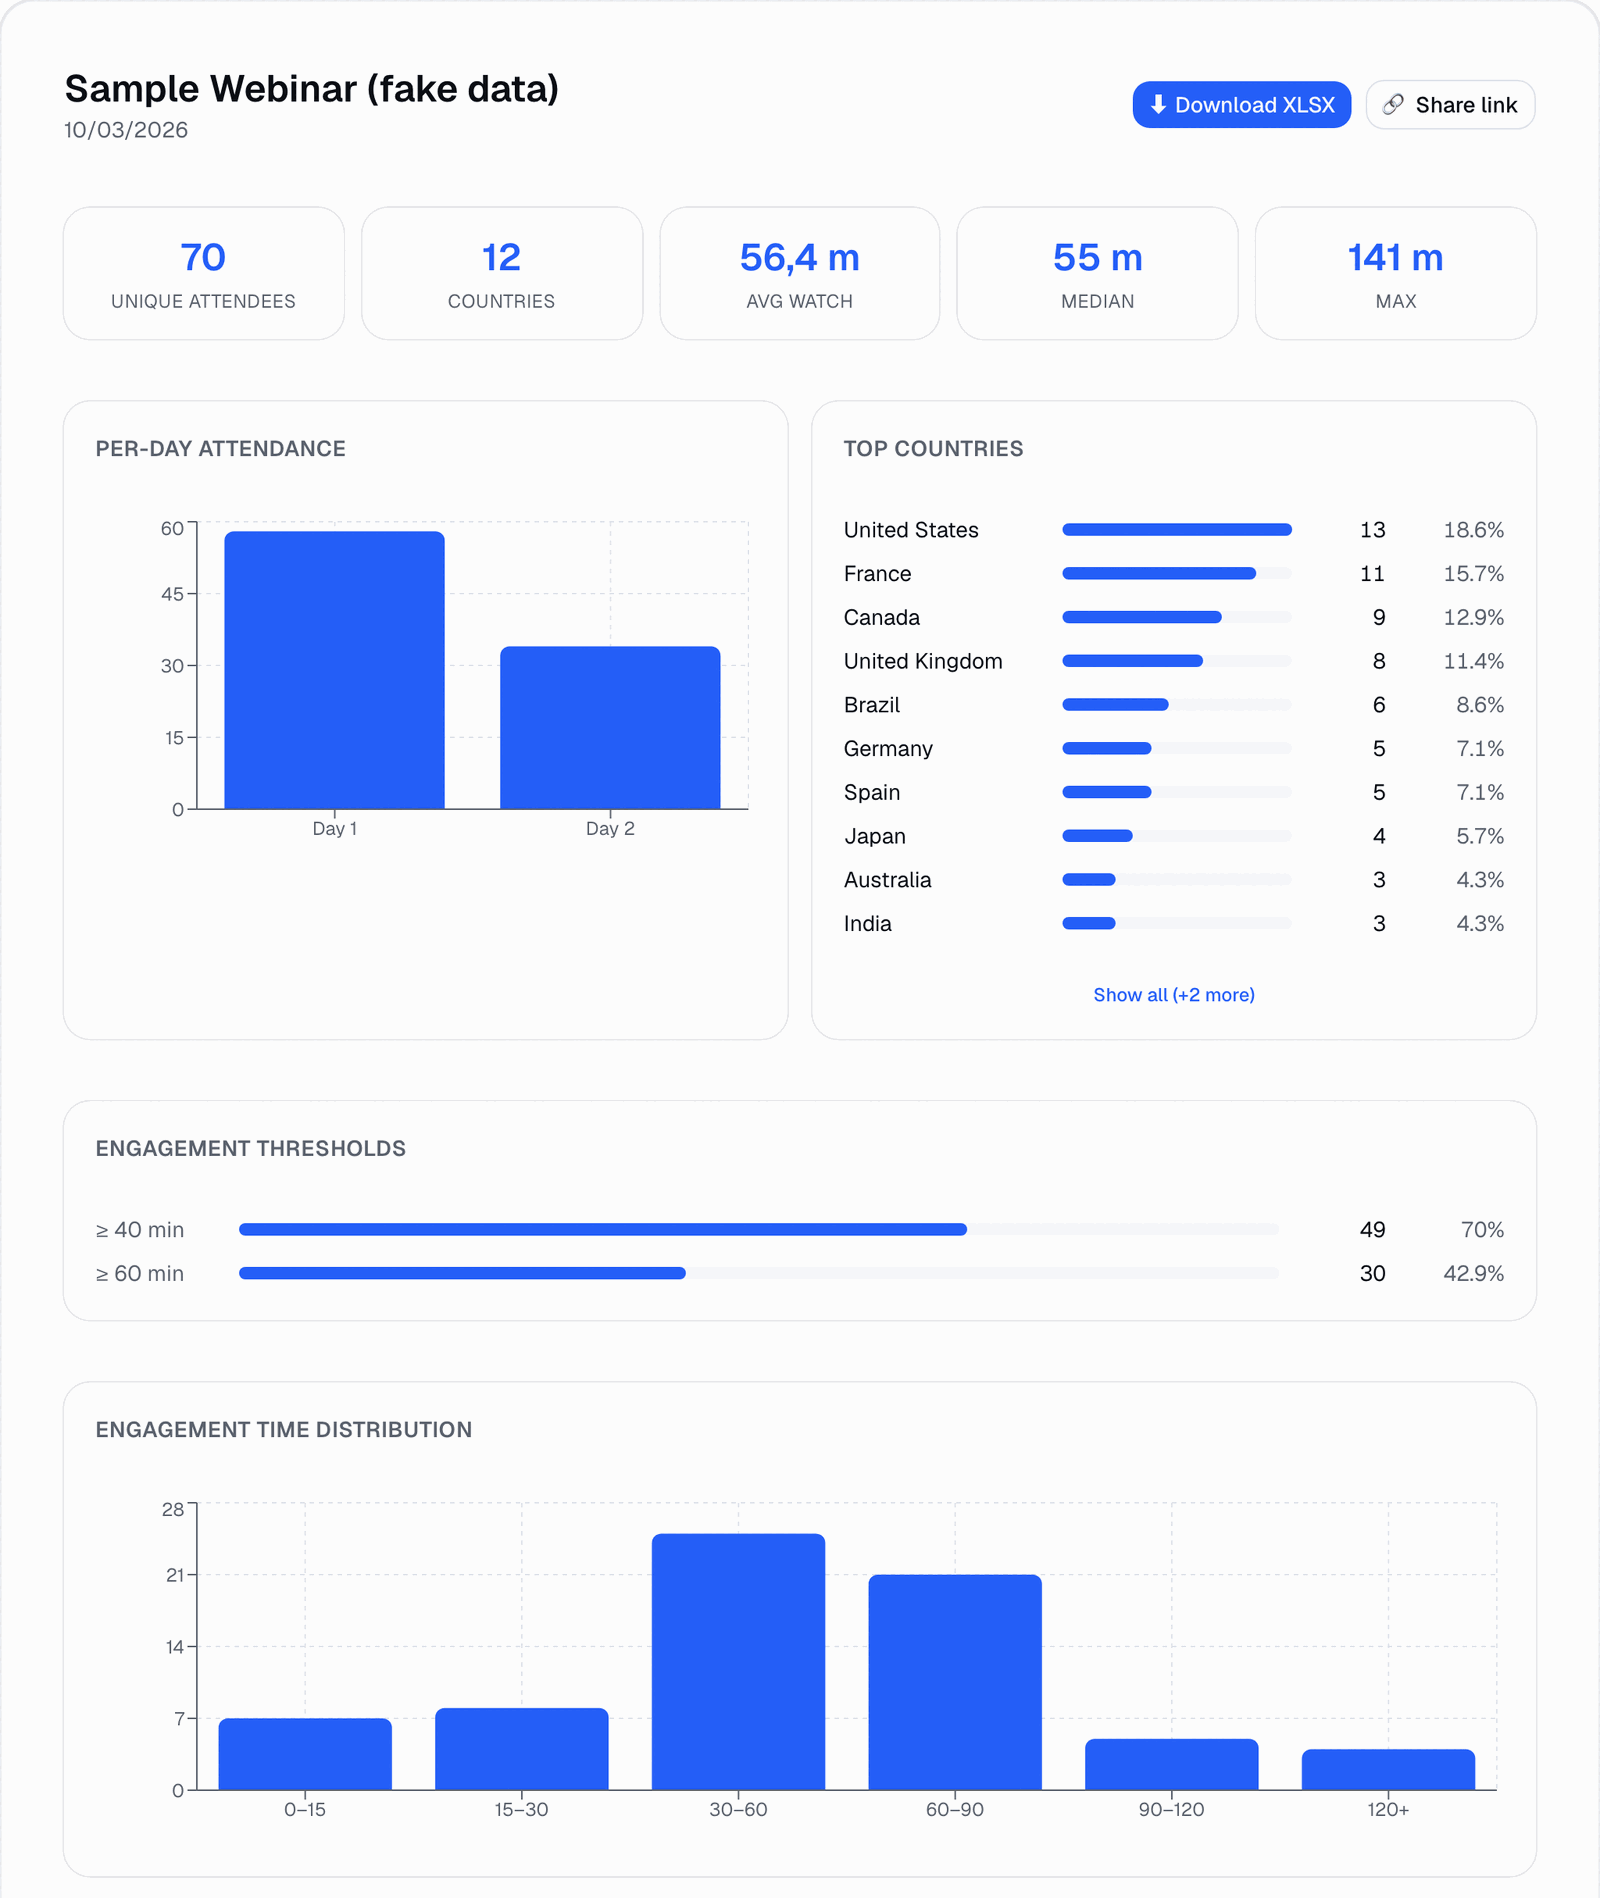 Sample Webinar (fake data)
10/03/2026
⬇ Download XLSX
🔗 Share link
70
UNIQUE ATTENDEES
12
COUNTRIES
56,4 m
AVG WATCH
55 m
MEDIAN
141 m
MAX
PER-DAY ATTENDANCE
60
45
30
15
0
Day 1
Day 2
TOP COUNTRIES
United States 13 18.6%
France 11 15.7%
Canada 9 12.9%
United Kingdom 8 11.4%
Brazil 6 8.6%
Germany 5 7.1%
Spain 5 7.1%
Japan 4 5.7%
Australia 3 4.3%
India 3 4.3%
Show all (+2 more)
ENGAGEMENT THRESHOLDS
≥ 40 min 49 70%
≥ 60 min 30 42.9%
ENGAGEMENT TIME DISTRIBUTION
28
21
14
7
0
0–15 15–30 30–60 60–90 90–120 120+